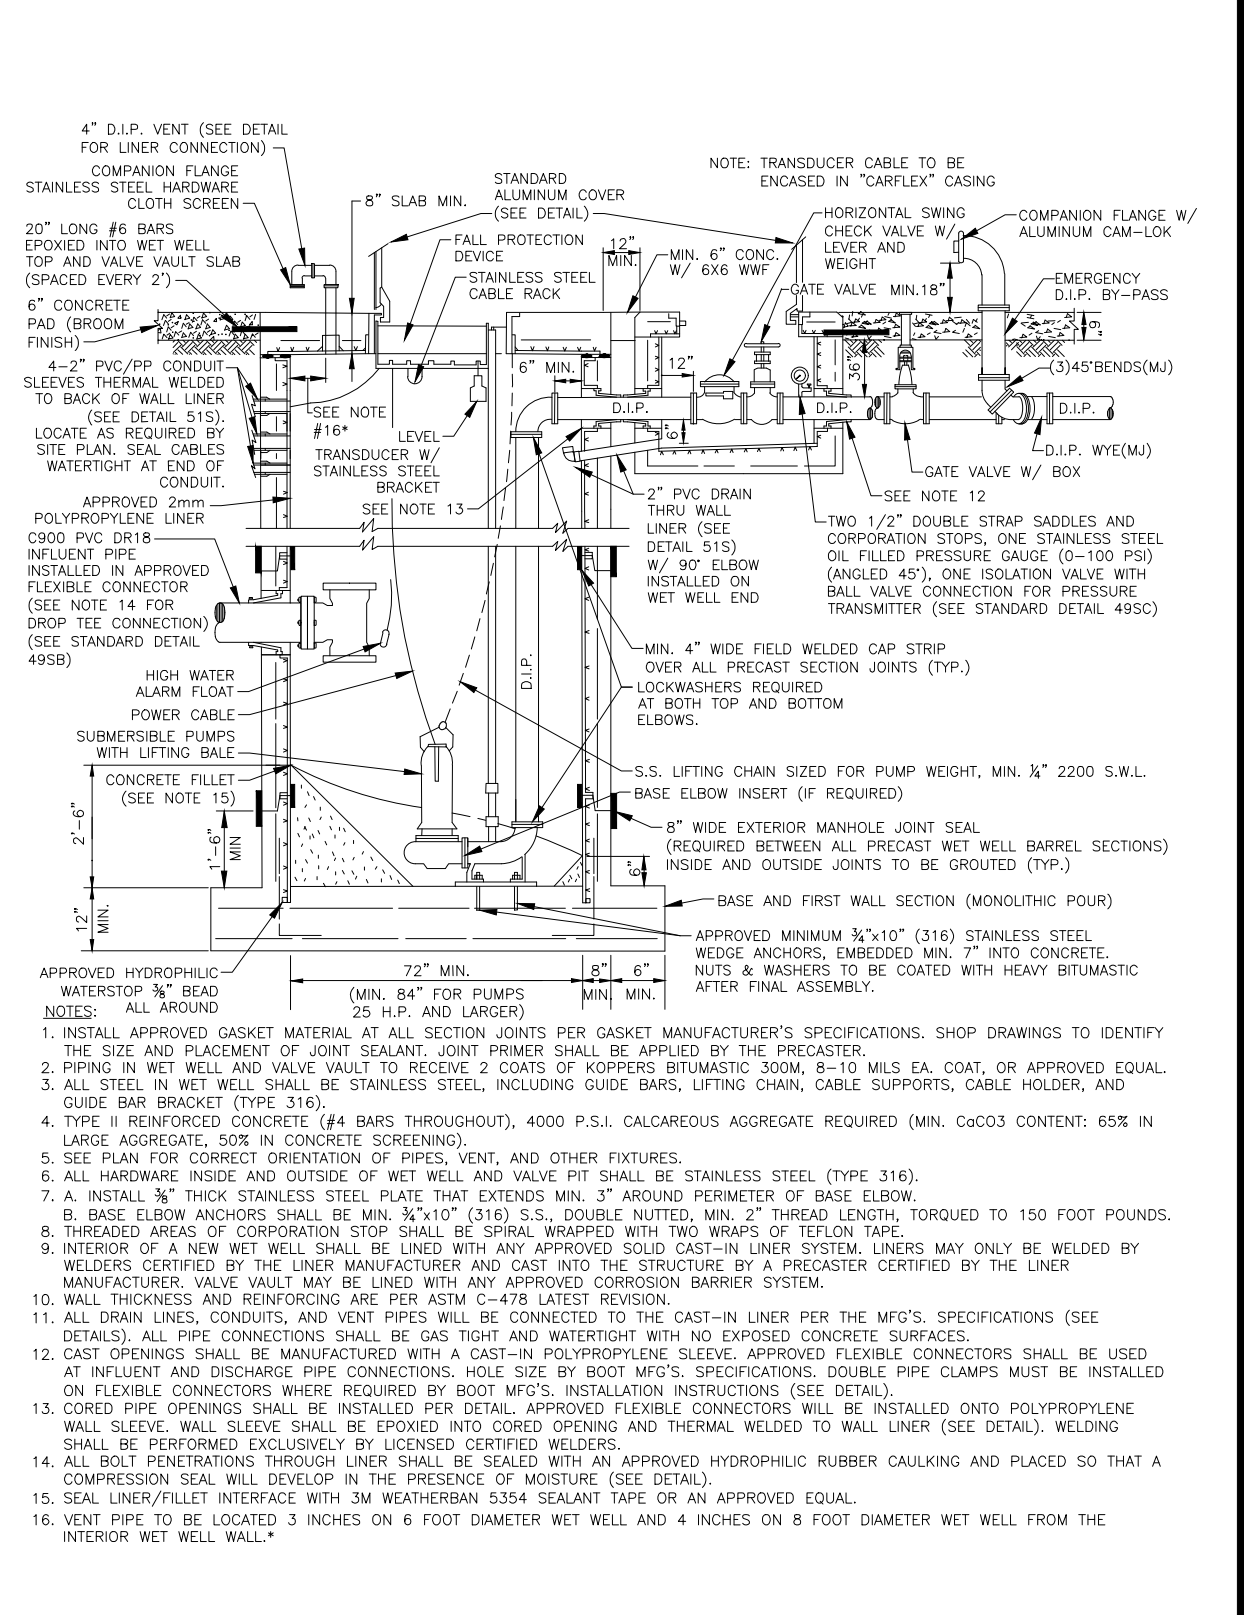 4" D.I.P. VENT (SEE DETAIL
FOR LINER CONNECTION)
COMPANION FLANGE
STAINLESS STEEL HARDWARE
CLOTH SCREEN
20" LONG #6 BARS
EPOXIED INTO WET WELL
TOP AND VALVE VAULT SLAB
(SPACED EVERY 2')
6" CONCRETE
PAD (BROOM
FINISH)
4-2" PVC/PP CONDUIT
SLEEVES THERMAL WELDED
TO BACK OF WALL LINER
(SEE DETAIL 51S).
LOCATE AS REQUIRED BY
SITE PLAN. SEAL CABLES
WATERTIGHT AT END OF
CONDUIT.
APPROVED 2mm
POLYPROPYLENE LINER
C900 PVC DR18
INFLUENT PIPE
INSTALLED IN APPROVED
FLEXIBLE CONNECTOR
(SEE NOTE 14 FOR
DROP TEE CONNECTION)
(SEE STANDARD DETAIL
49SB)
HIGH WATER
ALARM FLOAT
POWER CABLE
SUBMERSIBLE PUMPS
WITH LIFTING BALE
CONCRETE FILLET
(SEE NOTE 15)
2'-6"
1'-6"
MIN
12"
MIN.
APPROVED HYDROPHILIC
WATERSTOP ⅜" BEAD
ALL AROUND
8" SLAB MIN.
STANDARD
ALUMINUM COVER
(SEE DETAIL)
FALL PROTECTION
DEVICE
STAINLESS STEEL
CABLE RACK
12"
MIN.
MIN. 6" CONC.
W/ 6X6 WWF
NOTE: TRANSDUCER CABLE TO BE
ENCASED IN "CARFLEX" CASING
HORIZONTAL SWING
CHECK VALVE W/
LEVER AND
WEIGHT
GATE VALVE
MIN.18"
COMPANION FLANGE W/
ALUMINUM CAM-LOK
EMERGENCY
D.I.P. BY-PASS
6"
36"
(3)45°BENDS(MJ)
6" MIN.
12"
D.I.P.
D.I.P.
D.I.P.
6"
SEE NOTE
#16*
LEVEL
TRANSDUCER W/
STAINLESS STEEL
BRACKET
SEE NOTE 13
D.I.P. WYE(MJ)
GATE VALVE W/ BOX
SEE NOTE 12
2" PVC DRAIN
THRU WALL
LINER (SEE
DETAIL 51S)
W/ 90° ELBOW
INSTALLED ON
WET WELL END
TWO 1/2" DOUBLE STRAP SADDLES AND
CORPORATION STOPS, ONE STAINLESS STEEL
OIL FILLED PRESSURE GAUGE (0-100 PSI)
(ANGLED 45°), ONE ISOLATION VALVE WITH
BALL VALVE CONNECTION FOR PRESSURE
TRANSMITTER (SEE STANDARD DETAIL 49SC)
D.I.P.
MIN. 4" WIDE FIELD WELDED CAP STRIP
OVER ALL PRECAST SECTION JOINTS (TYP.)
LOCKWASHERS REQUIRED
AT BOTH TOP AND BOTTOM
ELBOWS.
S.S. LIFTING CHAIN SIZED FOR PUMP WEIGHT, MIN. ¼" 2200 S.W.L.
BASE ELBOW INSERT (IF REQUIRED)
8" WIDE EXTERIOR MANHOLE JOINT SEAL
(REQUIRED BETWEEN ALL PRECAST WET WELL BARREL SECTIONS)
INSIDE AND OUTSIDE JOINTS TO BE GROUTED (TYP.)
6"
BASE AND FIRST WALL SECTION (MONOLITHIC POUR)
APPROVED MINIMUM ¾"x10" (316) STAINLESS STEEL
WEDGE ANCHORS, EMBEDDED MIN. 7" INTO CONCRETE.
NUTS & WASHERS TO BE COATED WITH HEAVY BITUMASTIC
AFTER FINAL ASSEMBLY.
72" MIN.
(MIN. 84" FOR PUMPS
25 H.P. AND LARGER)
8"
MIN.
6"
MIN.
NOTES:
1. INSTALL APPROVED GASKET MATERIAL AT ALL SECTION JOINTS PER GASKET MANUFACTURER'S SPECIFICATIONS. SHOP DRAWINGS TO IDENTIFY
THE SIZE AND PLACEMENT OF JOINT SEALANT. JOINT PRIMER SHALL BE APPLIED BY THE PRECASTER.
2. PIPING IN WET WELL AND VALVE VAULT TO RECEIVE 2 COATS OF KOPPERS BITUMASTIC 300M, 8-10 MILS EA. COAT, OR APPROVED EQUAL.
3. ALL STEEL IN WET WELL SHALL BE STAINLESS STEEL, INCLUDING GUIDE BARS, LIFTING CHAIN, CABLE SUPPORTS, CABLE HOLDER, AND
GUIDE BAR BRACKET (TYPE 316).
4. TYPE II REINFORCED CONCRETE (#4 BARS THROUGHOUT), 4000 P.S.I. CALCAREOUS AGGREGATE REQUIRED (MIN. CaCO3 CONTENT: 65% IN
LARGE AGGREGATE, 50% IN CONCRETE SCREENING).
5. SEE PLAN FOR CORRECT ORIENTATION OF PIPES, VENT, AND OTHER FIXTURES.
6. ALL HARDWARE INSIDE AND OUTSIDE OF WET WELL AND VALVE PIT SHALL BE STAINLESS STEEL (TYPE 316).
7. A. INSTALL ⅜" THICK STAINLESS STEEL PLATE THAT EXTENDS MIN. 3" AROUND PERIMETER OF BASE ELBOW.
B. BASE ELBOW ANCHORS SHALL BE MIN. ¾"x10" (316) S.S., DOUBLE NUTTED, MIN. 2" THREAD LENGTH, TORQUED TO 150 FOOT POUNDS.
8. THREADED AREAS OF CORPORATION STOP SHALL BE SPIRAL WRAPPED WITH TWO WRAPS OF TEFLON TAPE.
9. INTERIOR OF A NEW WET WELL SHALL BE LINED WITH ANY APPROVED SOLID CAST-IN LINER SYSTEM. LINERS MAY ONLY BE WELDED BY
WELDERS CERTIFIED BY THE LINER MANUFACTURER AND CAST INTO THE STRUCTURE BY A PRECASTER CERTIFIED BY THE LINER
MANUFACTURER. VALVE VAULT MAY BE LINED WITH ANY APPROVED CORROSION BARRIER SYSTEM.
10. WALL THICKNESS AND REINFORCING ARE PER ASTM C-478 LATEST REVISION.
11. ALL DRAIN LINES, CONDUITS, AND VENT PIPES WILL BE CONNECTED TO THE CAST-IN LINER PER THE MFG'S. SPECIFICATIONS (SEE
DETAILS). ALL PIPE CONNECTIONS SHALL BE GAS TIGHT AND WATERTIGHT WITH NO EXPOSED CONCRETE SURFACES.
12. CAST OPENINGS SHALL BE MANUFACTURED WITH A CAST-IN POLYPROPYLENE SLEEVE. APPROVED FLEXIBLE CONNECTORS SHALL BE USED
AT INFLUENT AND DISCHARGE PIPE CONNECTIONS. HOLE SIZE BY BOOT MFG'S. SPECIFICATIONS. DOUBLE PIPE CLAMPS MUST BE INSTALLED
ON FLEXIBLE CONNECTORS WHERE REQUIRED BY BOOT MFG'S. INSTALLATION INSTRUCTIONS (SEE DETAIL).
13. CORED PIPE OPENINGS SHALL BE INSTALLED PER DETAIL. APPROVED FLEXIBLE CONNECTORS WILL BE INSTALLED ONTO POLYPROPYLENE
WALL SLEEVE. WALL SLEEVE SHALL BE EPOXIED INTO CORED OPENING AND THERMAL WELDED TO WALL LINER (SEE DETAIL). WELDING
SHALL BE PERFORMED EXCLUSIVELY BY LICENSED CERTIFIED WELDERS.
14. ALL BOLT PENETRATIONS THROUGH LINER SHALL BE SEALED WITH AN APPROVED HYDROPHILIC RUBBER CAULKING AND PLACED SO THAT A
COMPRESSION SEAL WILL DEVELOP IN THE PRESENCE OF MOISTURE (SEE DETAIL).
15. SEAL LINER/FILLET INTERFACE WITH 3M WEATHERBAN 5354 SEALANT TAPE OR AN APPROVED EQUAL.
16. VENT PIPE TO BE LOCATED 3 INCHES ON 6 FOOT DIAMETER WET WELL AND 4 INCHES ON 8 FOOT DIAMETER WET WELL FROM THE
INTERIOR WET WELL WALL.*